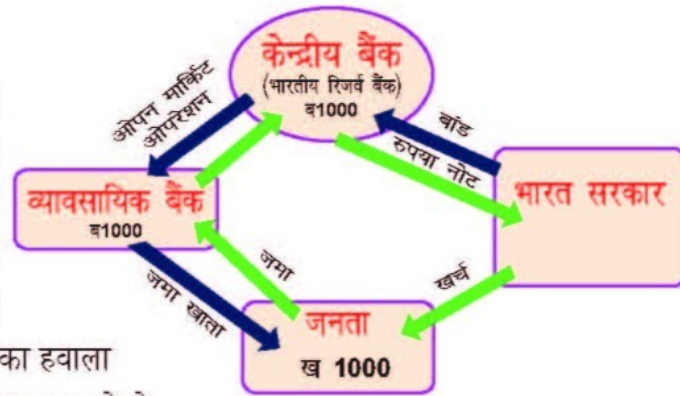 केन्द्रीय बैंक
(भारतीय रिजर्व बैंक)
ब1000
ओपन मार्किट
ओपरेशन
बांड
रुपया नोट
व्यावसायिक बैंक
ब1000
भारत सरकार
जमा
जमा खाता
खर्च
जनता
ख 1000
का हवाला